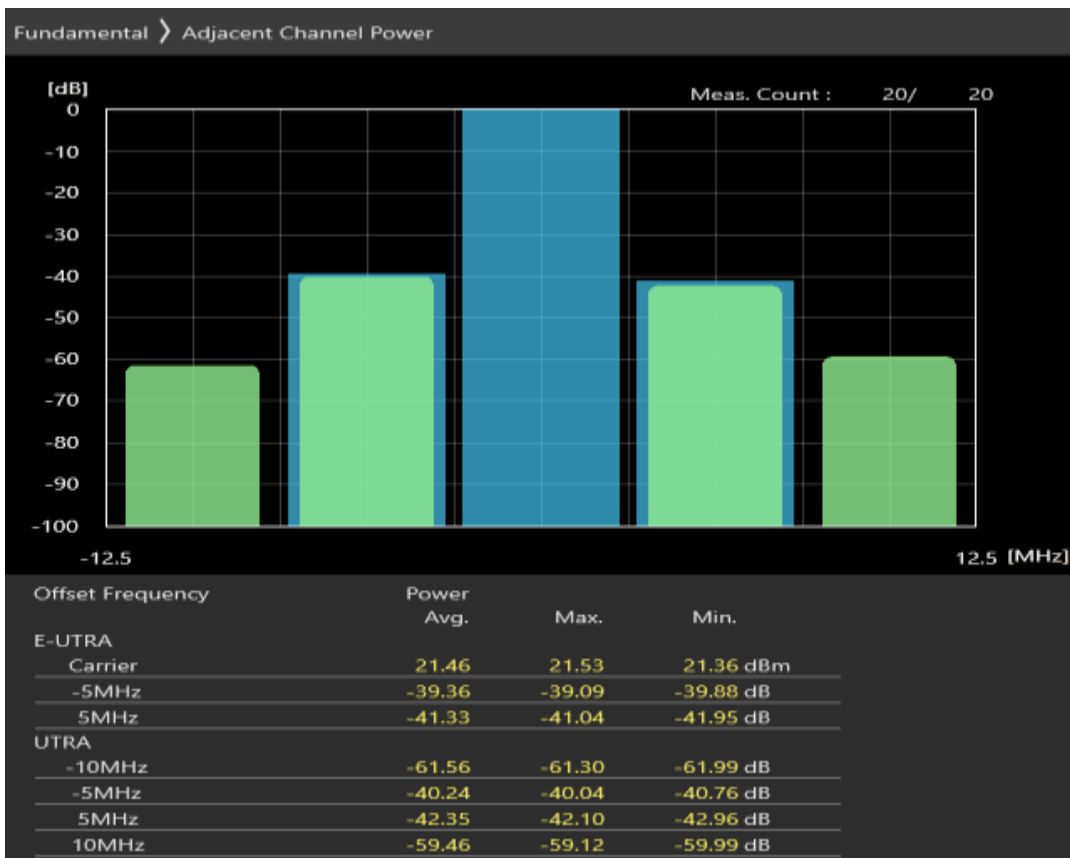 Fundamental ❯ Adjacent Channel Power
[dB]
Meas. Count : 20/ 20
0
-10
-20
-30
-40
-50
-60
-70
-80
-90
-100
-12.5 12.5 [MHz]
Offset Frequency Power
Avg. Max. Min.
E-UTRA
Carrier 21.46 21.53 21.36 dBm
-5MHz -39.36 -39.09 -39.88 dB
5MHz -41.33 -41.04 -41.95 dB
UTRA
-10MHz -61.56 -61.30 -61.99 dB
-5MHz -40.24 -40.04 -40.76 dB
5MHz -42.35 -42.10 -42.96 dB
10MHz -59.46 -59.12 -59.99 dB